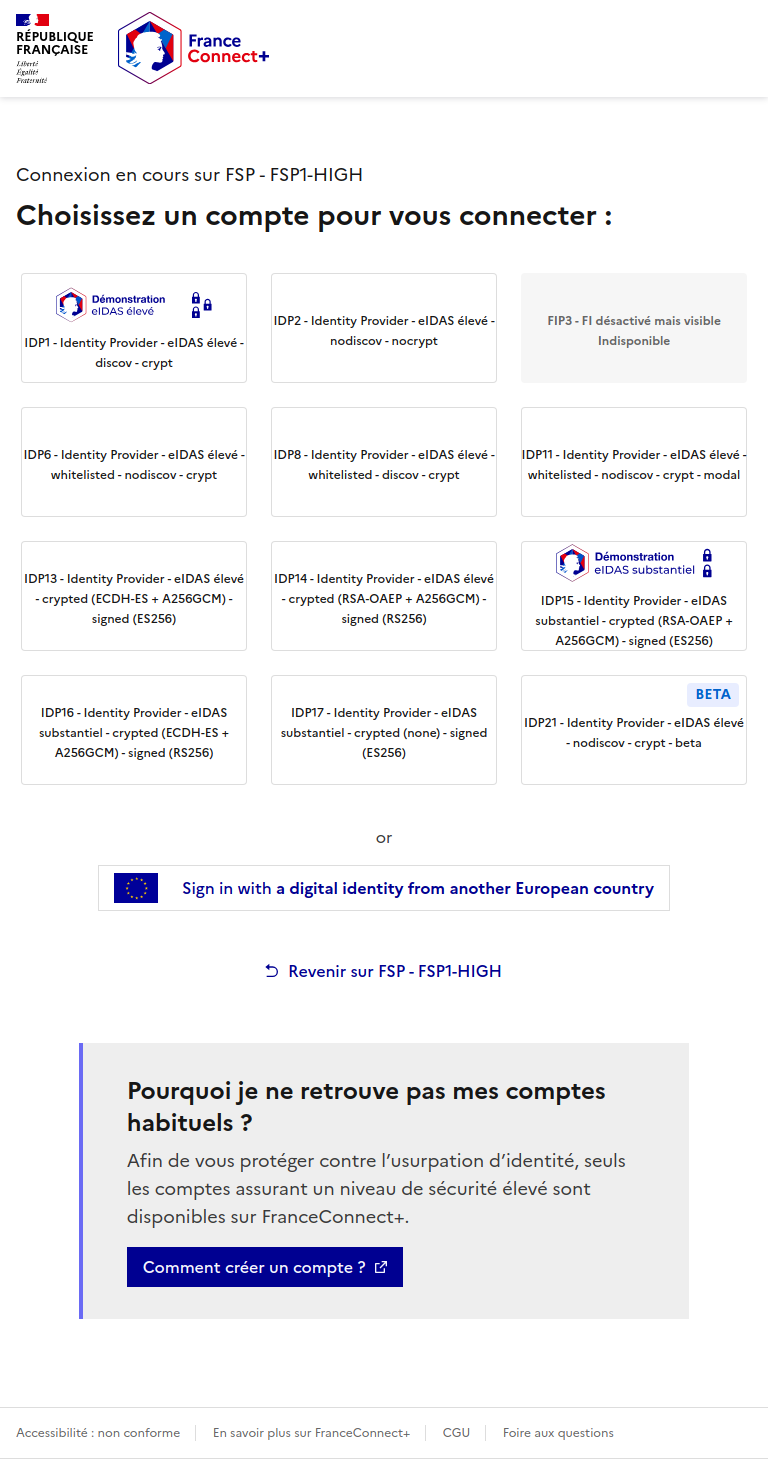 RÉPUBLIQUE
FRANÇAISE
Liberté
Égalité
Fraternité
France
Connect+
Connexion en cours sur FSP - FSP1-HIGH
Choisissez un compte pour vous connecter :
Démonstration
eIDAS élevé
IDP1 - Identity Provider - eIDAS élevé -
discov - crypt
IDP2 - Identity Provider - eIDAS élevé -
nodiscov - nocrypt
FIP3 - FI désactivé mais visible
Indisponible
IDP6 - Identity Provider - eIDAS élevé -
whitelisted - nodiscov - crypt
IDP8 - Identity Provider - eIDAS élevé -
whitelisted - discov - crypt
IDP11 - Identity Provider - eIDAS élevé -
whitelisted - nodiscov - crypt - modal
IDP13 - Identity Provider - eIDAS élevé
- crypted (ECDH-ES + A256GCM) -
signed (ES256)
IDP14 - Identity Provider - eIDAS élevé
- crypted (RSA-OAEP + A256GCM) -
signed (RS256)
Démonstration
eIDAS substantiel
IDP15 - Identity Provider - eIDAS
substantiel - crypted (RSA-OAEP +
A256GCM) - signed (ES256)
IDP16 - Identity Provider - eIDAS
substantiel - crypted (ECDH-ES +
A256GCM) - signed (RS256)
IDP17 - Identity Provider - eIDAS
substantiel - crypted (none) - signed
(ES256)
BETA
IDP21 - Identity Provider - eIDAS élevé
- nodiscov - crypt - beta
or
Sign in with a digital identity from another European country
Revenir sur FSP - FSP1-HIGH
Pourquoi je ne retrouve pas mes comptes
habituels ?
Afin de vous protéger contre l’usurpation d’identité, seuls
les comptes assurant un niveau de sécurité élevé sont
disponibles sur FranceConnect+.
Comment créer un compte ?
Accessibilité : non conforme
En savoir plus sur FranceConnect+
CGU
Foire aux questions